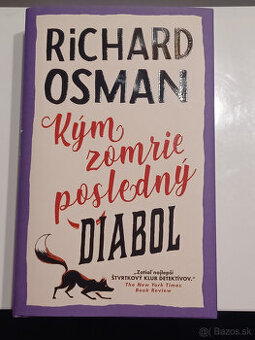 RiCHARD
OSMAN
Kým
zomrie
posledný
DIABOL
„Zatiaľ najlepší
ŠTVRTKOVÝ KLUB DETEKTÍVOV.“
The New York Times
Book Review
Bazos.sk